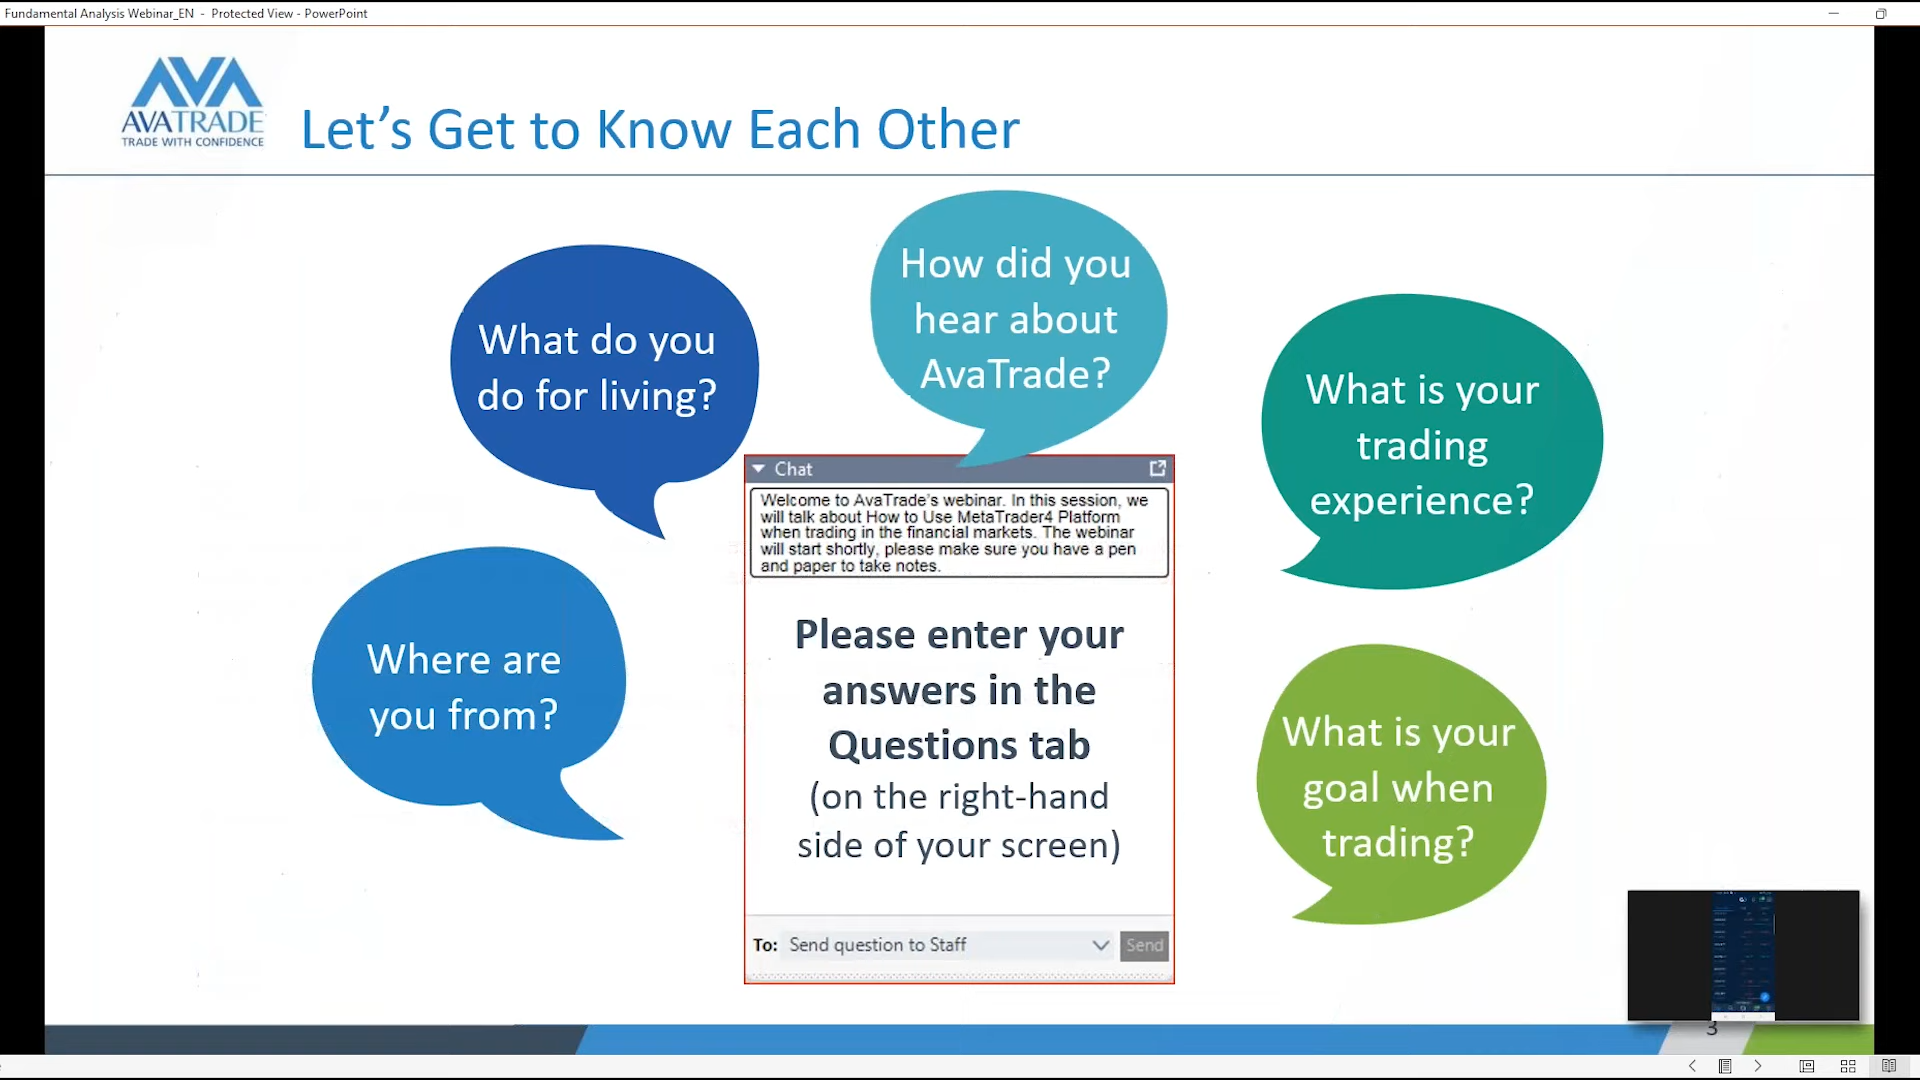 Fundamental Analysis Webinar_EN - Protected View - PowerPoint
AVATRADE
TRADE WITH CONFIDENCE
Let's Get to Know Each Other
What do you
do for living?
How did you
hear about
AvaTrade?
What is your
trading
experience?
Where are
you from?
What is your
goal when
trading?
Chat
Welcome to AvaTrade's webinar. In this session, we
will talk about How to Use MetaTrader4 Platform
when trading in the financial markets. The webinar
will start shortly, please make sure you have a pen
and paper to take notes.
Please enter your
answers in the
Questions tab
(on the right-hand
side of your screen)
To: Send question to Staff
Send
3